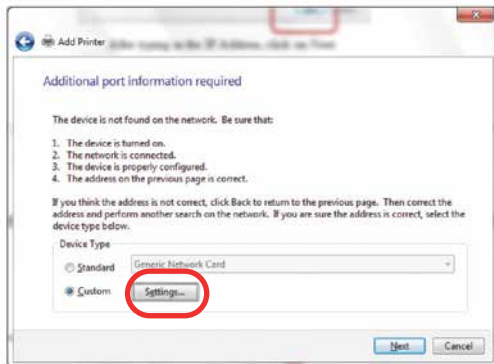 Add Printer
Additional port information required
The device is not found on the network. Be sure that:
1. The device is turned on.
2. The network is connected.
3. The device is properly configured.
4. The address on the previous page is correct.
If you think the address is not correct, click Back to return to the previous page. Then correct the
address and perform another search on the network. If you are sure the address is correct, select the
device type below.
Device Type
Standard
Generic Network Card
Custom
Settings...
Next
Cancel